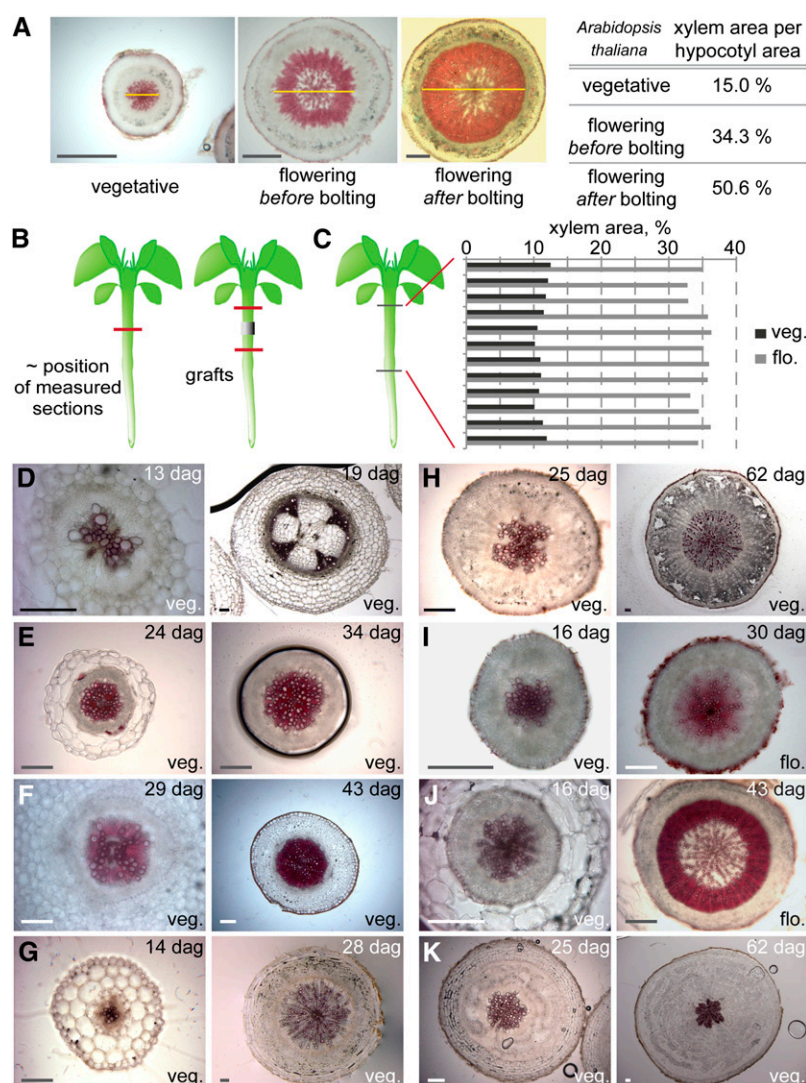 A
vegetative
flowering
before bolting
flowering
after bolting
Arabidopsis thaliana
xylem area per hypocotyl area
vegetative 15.0 %
flowering before bolting 34.3 %
flowering after bolting 50.6 %
B
~ position
of measured
sections
grafts
C
xylem area, %
0 10 20 30 40
veg.
flo.
D
13 dag
veg.
19 dag
veg.
H
25 dag
veg.
62 dag
veg.
E
24 dag
veg.
34 dag
veg.
I
16 dag
veg.
30 dag
flo.
F
29 dag
veg.
43 dag
veg.
J
16 dag
veg.
43 dag
flo.
G
14 dag
veg.
28 dag
veg.
K
25 dag
veg.
62 dag
veg.